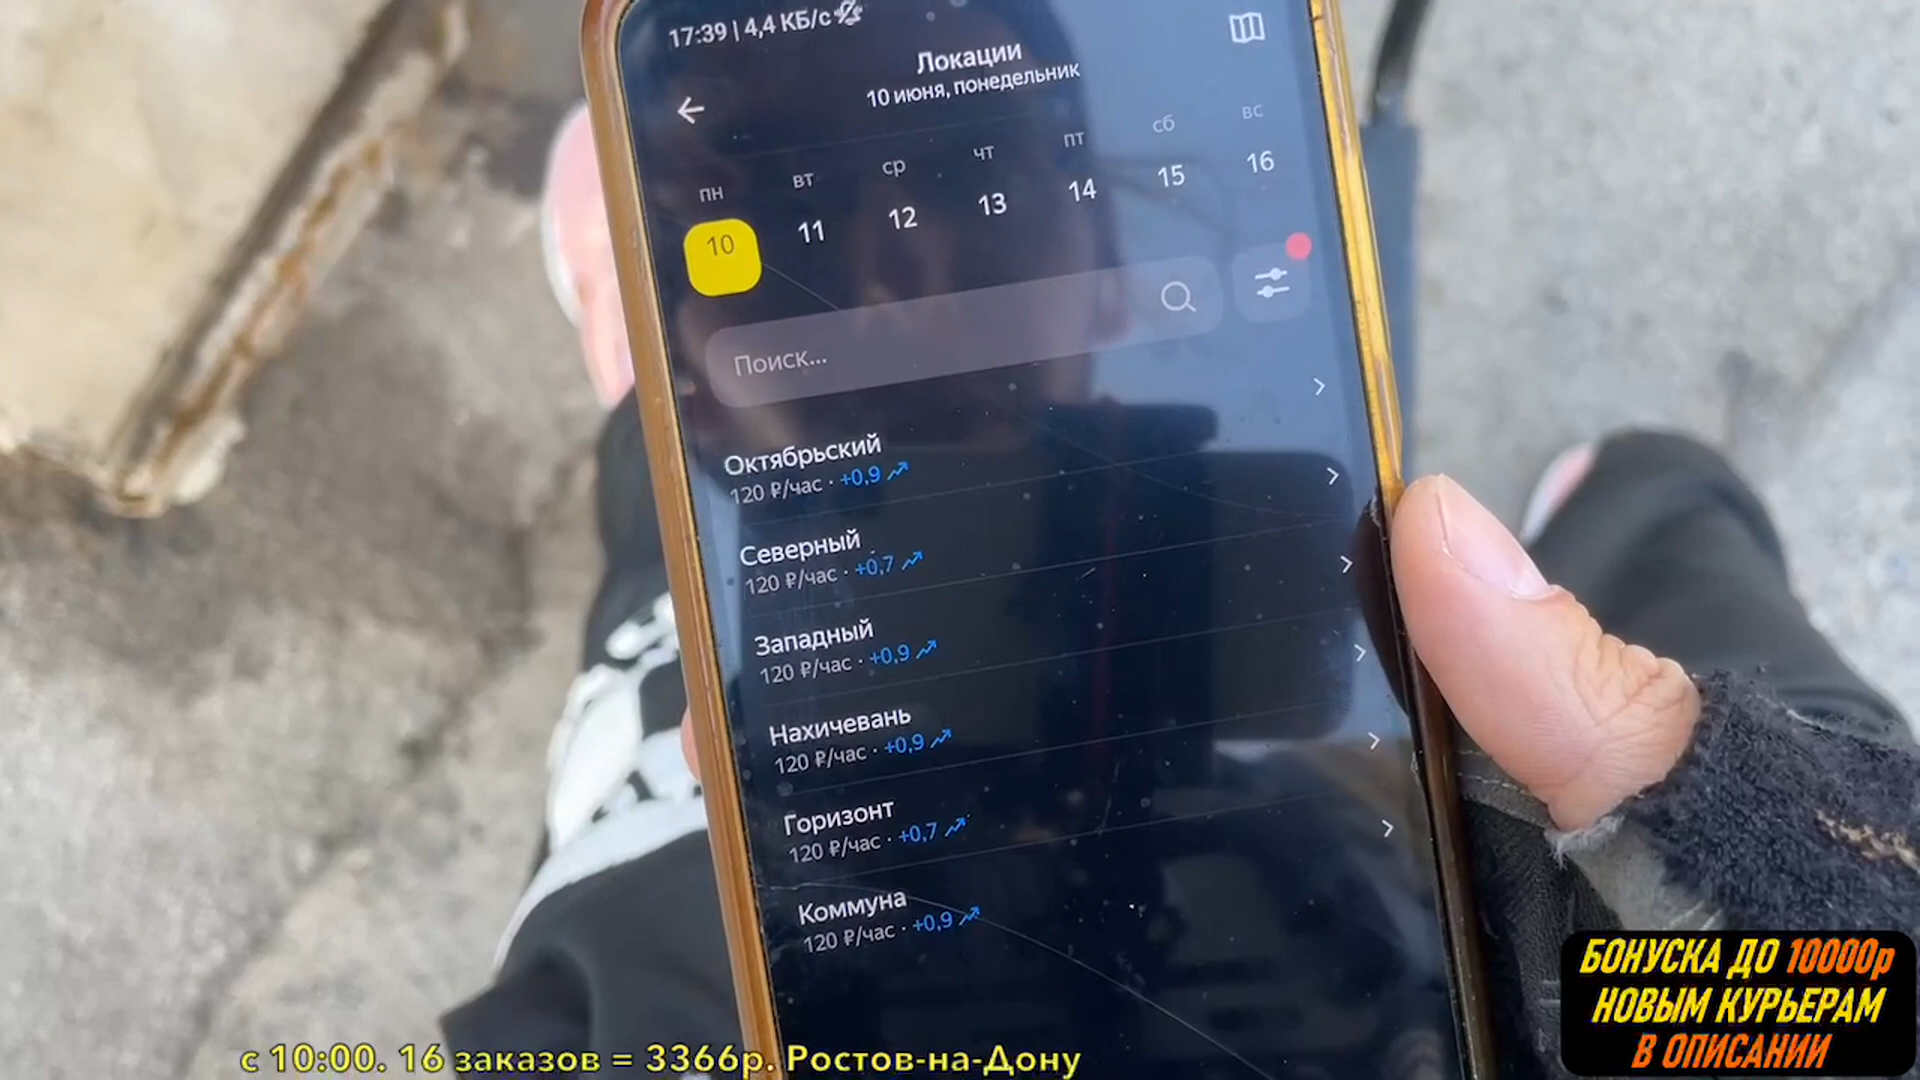 17:39 | 4,4 КБ/с
Локации
10 июня, понедельник
пн вт ср чт пт сб вс
10 11 12 13 14 15 16
Поиск...
Октябрьский
120 ₽/час · +0,9
Северный
120 ₽/час · +0,7
Западный
120 ₽/час · +0,9
Нахичевань
120 ₽/час · +0,9
Горизонт
120 ₽/час · +0,7
Коммуна
120 ₽/час · +0,9
БОНУСКА ДО 10000р
НОВЫМ КУРЬЕРАМ
В ОПИСАНИИ
с 10:00. 16 заказов = 3366р. Ростов-на-Дону